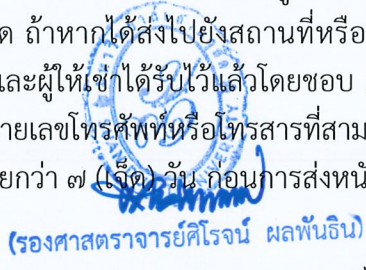 ด ถ้าหากได้ส่งไปยังสถานที่หรือ
และผู้ให้เช่าได้รับไว้แล้วโดยชอบ
ายเลขโทรศัพท์หรือโทรสารที่สาม
ยกว่า ๗ (เจ็ด) วัน ก่อนการส่งหนั
(รองศาสตราจารย์ศิโรจน์ ผลพันธิน)